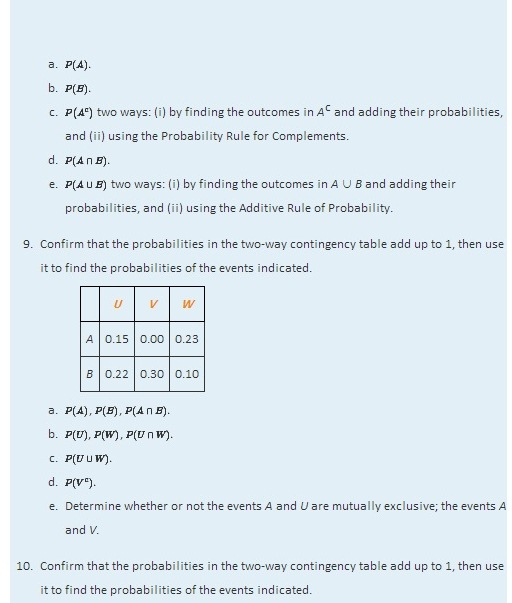 a. P(A).
b. P(B).
c. P(Aᶜ) two ways: (i) by finding the outcomes in Aᶜ and adding their probabilities,
and (ii) using the Probability Rule for Complements.
d. P(A ∩ B).
e. P(A ∪ B) two ways: (i) by finding the outcomes in A ∪ B and adding their
probabilities, and (ii) using the Additive Rule of Probability.
9. Confirm that the probabilities in the two-way contingency table add up to 1, then use
it to find the probabilities of the events indicated.
U V W
A 0.15 0.00 0.23
B 0.22 0.30 0.10
a. P(A), P(B), P(A ∩ B).
b. P(U), P(W), P(U ∩ W).
c. P(U ∪ W).
d. P(Vᶜ).
e. Determine whether or not the events A and U are mutually exclusive; the events A
and V.
10. Confirm that the probabilities in the two-way contingency table add up to 1, then use
it to find the probabilities of the events indicated.